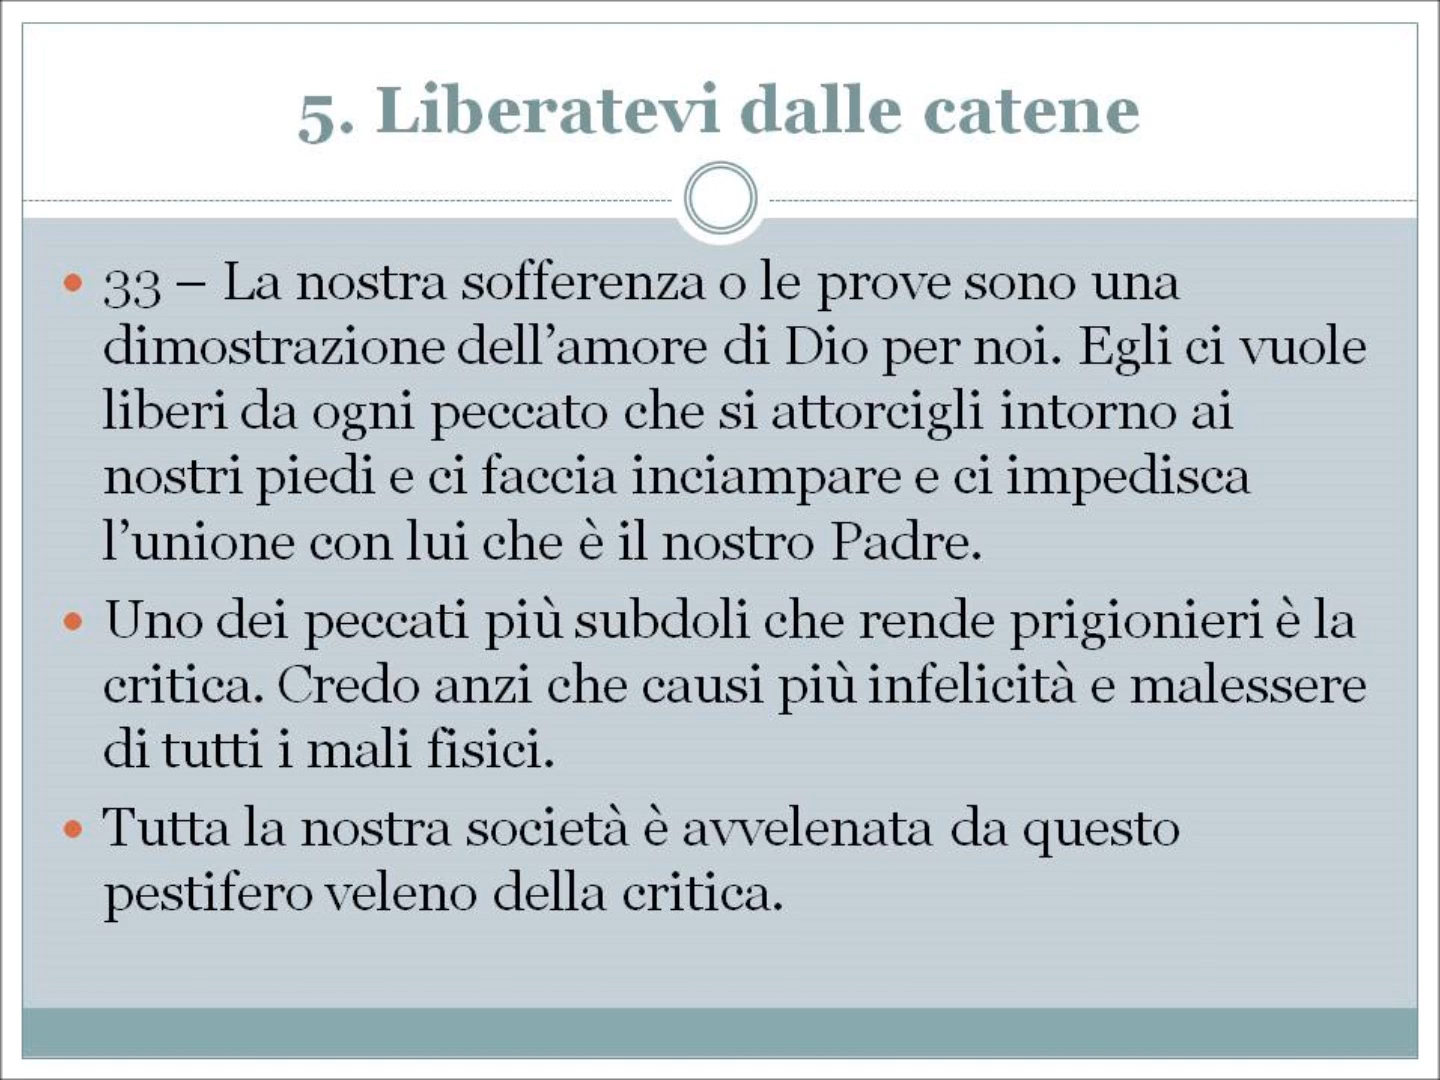 5. Liberatevi dalle catene
• 33 – La nostra sofferenza o le prove sono una
dimostrazione dell’amore di Dio per noi. Egli ci vuole
liberi da ogni peccato che si attorcigli intorno ai
nostri piedi e ci faccia inciampare e ci impedisca
l’unione con lui che è il nostro Padre.
• Uno dei peccati più subdoli che rende prigionieri è la
critica. Credo anzi che causi più infelicità e malessere
di tutti i mali fisici.
• Tutta la nostra società è avvelenata da questo
pestifero veleno della critica.